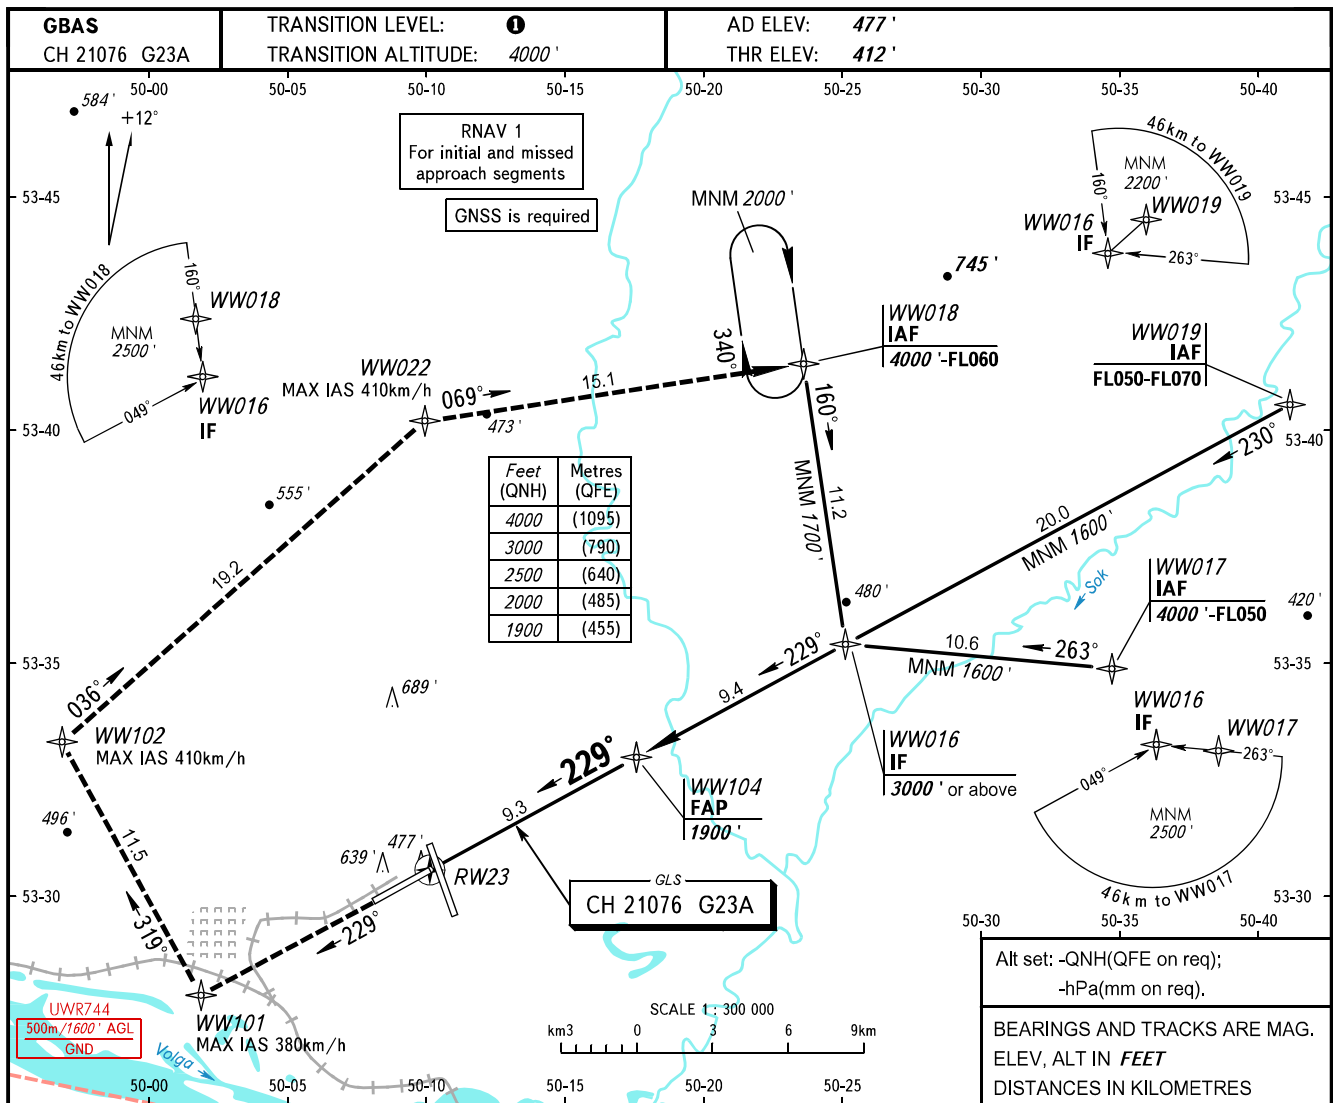 GBAS
CH 21076 G23A
TRANSITION LEVEL: ❶
TRANSITION ALTITUDE: 4000 '
AD ELEV: 477 '
THR ELEV: 412 '
50-00
50-05
50-10
50-15
50-20
50-25
50-30
50-35
50-40
584 '
+12°
RNAV 1
For initial and missed
approach segments
GNSS is required
53-45
53-45
MNM 2000 '
46km to WW019
MNM
2200 '
160°
WW019
WW016
IF
263°
745 '
46km to WW018
160°
WW018
MNM
2500 '
049°
WW016
IF
WW018
IAF
4000 '-FL060
WW019
IAF
FL050-FL070
340°
WW022
MAX IAS 410km/h
069°
15.1
473 '
160°
11.2
MNM 1700 '
230°
53-40
53-40
20.0
MNM 1600 '
Feet
(QNH)
Metres
(QFE)
4000 (1095)
3000 (790)
2500 (640)
2000 (485)
1900 (455)
555 '
19.2
Sok
WW017
IAF
4000 '-FL050
420 '
480 '
10.6
263°
MNM 1600 '
53-35
53-35
229°
9.4
689 '
036°
WW102
MAX IAS 410km/h
WW016
IF
3000 ' or above
WW016
IF
WW017
263°
049°
MNM
2500 '
46km to WW017
229°
9.3
WW104
FAP
1900 '
496 '
11.5
639 '
477 '
RW23
GLS
CH 21076 G23A
53-30
53-30
319°
229°
50-30
50-35
50-40
WW101
MAX IAS 380km/h
UWR744
500m/1600 ' AGL
GND
Volga
SCALE 1 : 300 000
km3 0 3 6 9km
Alt set: -QNH(QFE on req);
-hPa(mm on req).
BEARINGS AND TRACKS ARE MAG.
ELEV, ALT IN FEET
DISTANCES IN KILOMETRES
50-00
50-05
50-10
50-15
50-20
50-25